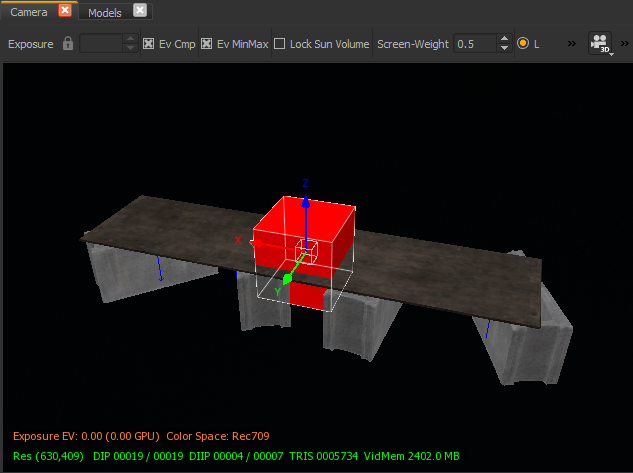 Camera Models
Exposure Ev Cmp Ev MinMax Lock Sun Volume Screen-Weight 0.5 L » 3D »
Z
X
Y
Exposure EV: 0.00 (0.00 GPU) Color Space: Rec709
Res (630,409) DIP 00019 / 00019 DIIP 00004 / 00007 TRIS 0005734 VidMem 2402.0 MB